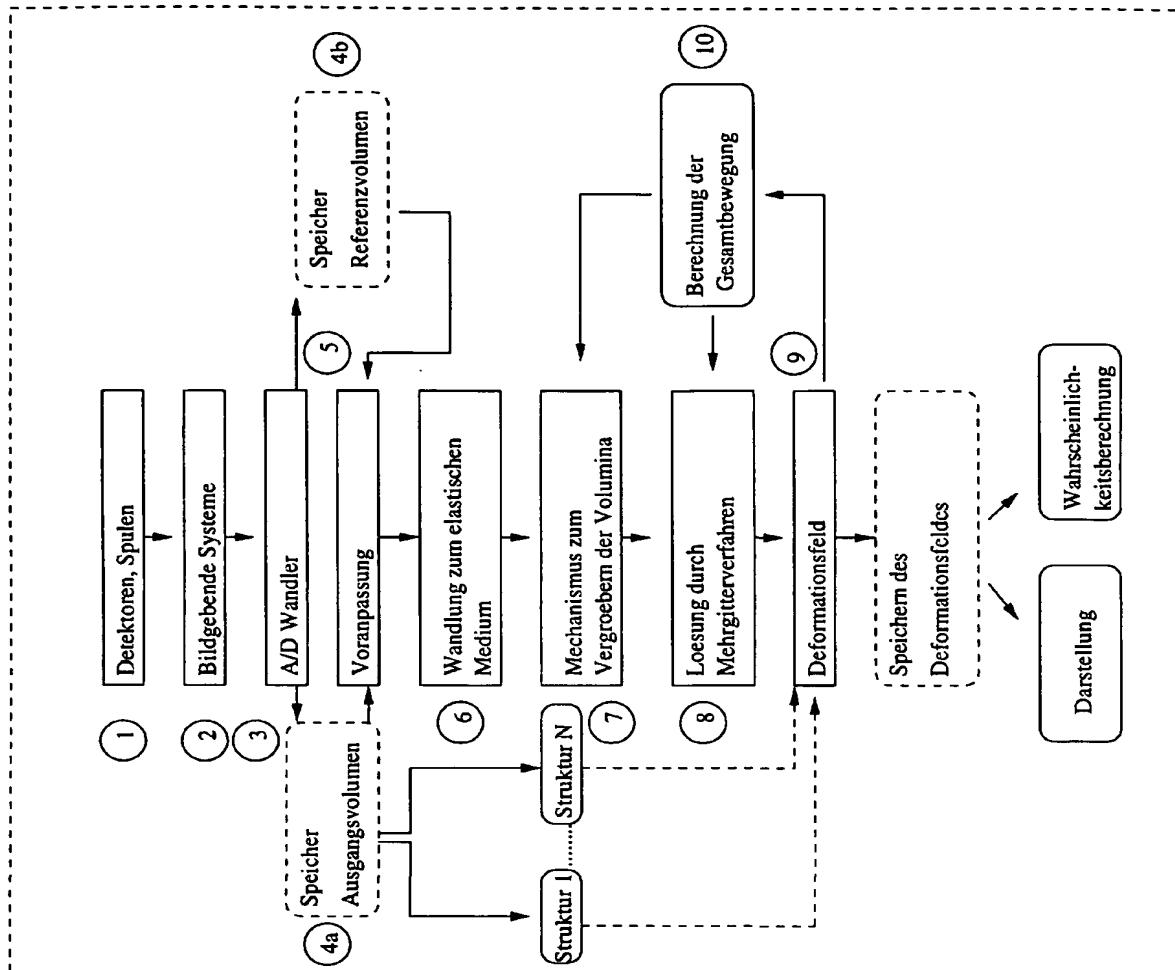 1
Detektoren, Spulen
2
Bildgebende Systeme
3
A/D Wandler
4a
Speicher
Ausgangsvolumen
4b
Speicher
Referenzvolumen
5
Voranpassung
6
Wandlung zum elastischen
Medium
Struktur 1
Struktur N
7
Mechanismus zum
Vergroebern der Volumina
8
Loesung durch
Mehrgitterverfahren
10
Berechnung der
Gesamtbewegung
9
Deformationsfeld
Speichern des
Deformationsfeldes
Darstellung
Wahrscheinlich-
keitsberechnung